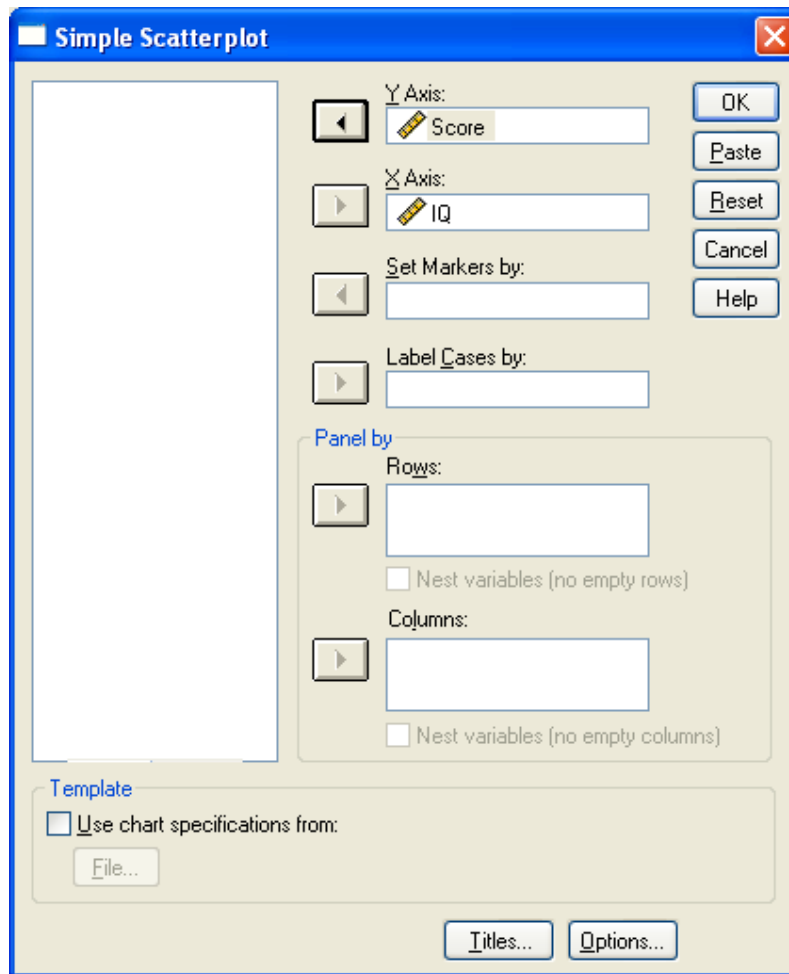 Simple Scatterplot
Y Axis:
Score
X Axis:
IQ
Set Markers by:
Label Cases by:
OK
Paste
Reset
Cancel
Help
Panel by
Rows:
Nest variables (no empty rows)
Columns:
Nest variables (no empty columns)
Template
Use chart specifications from:
File...
Titles...
Options...